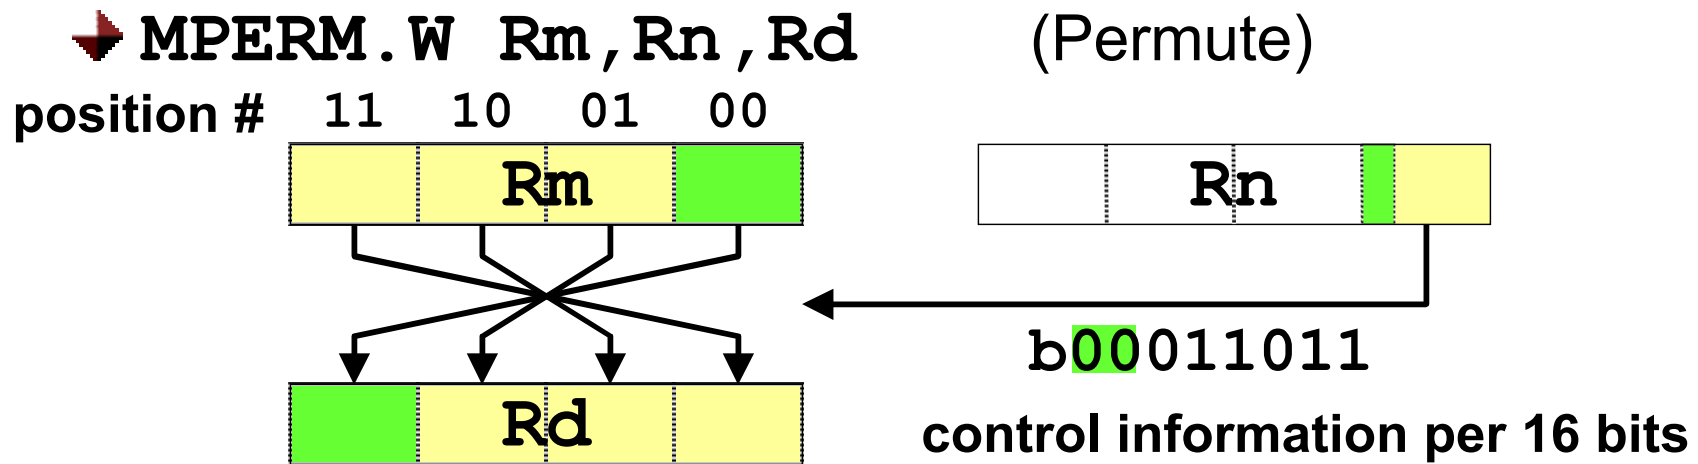 MPERM.W Rm,Rn,Rd (Permute)
position # 11 10 01 00
Rm Rn
b00011011
Rd
control information per 16 bits